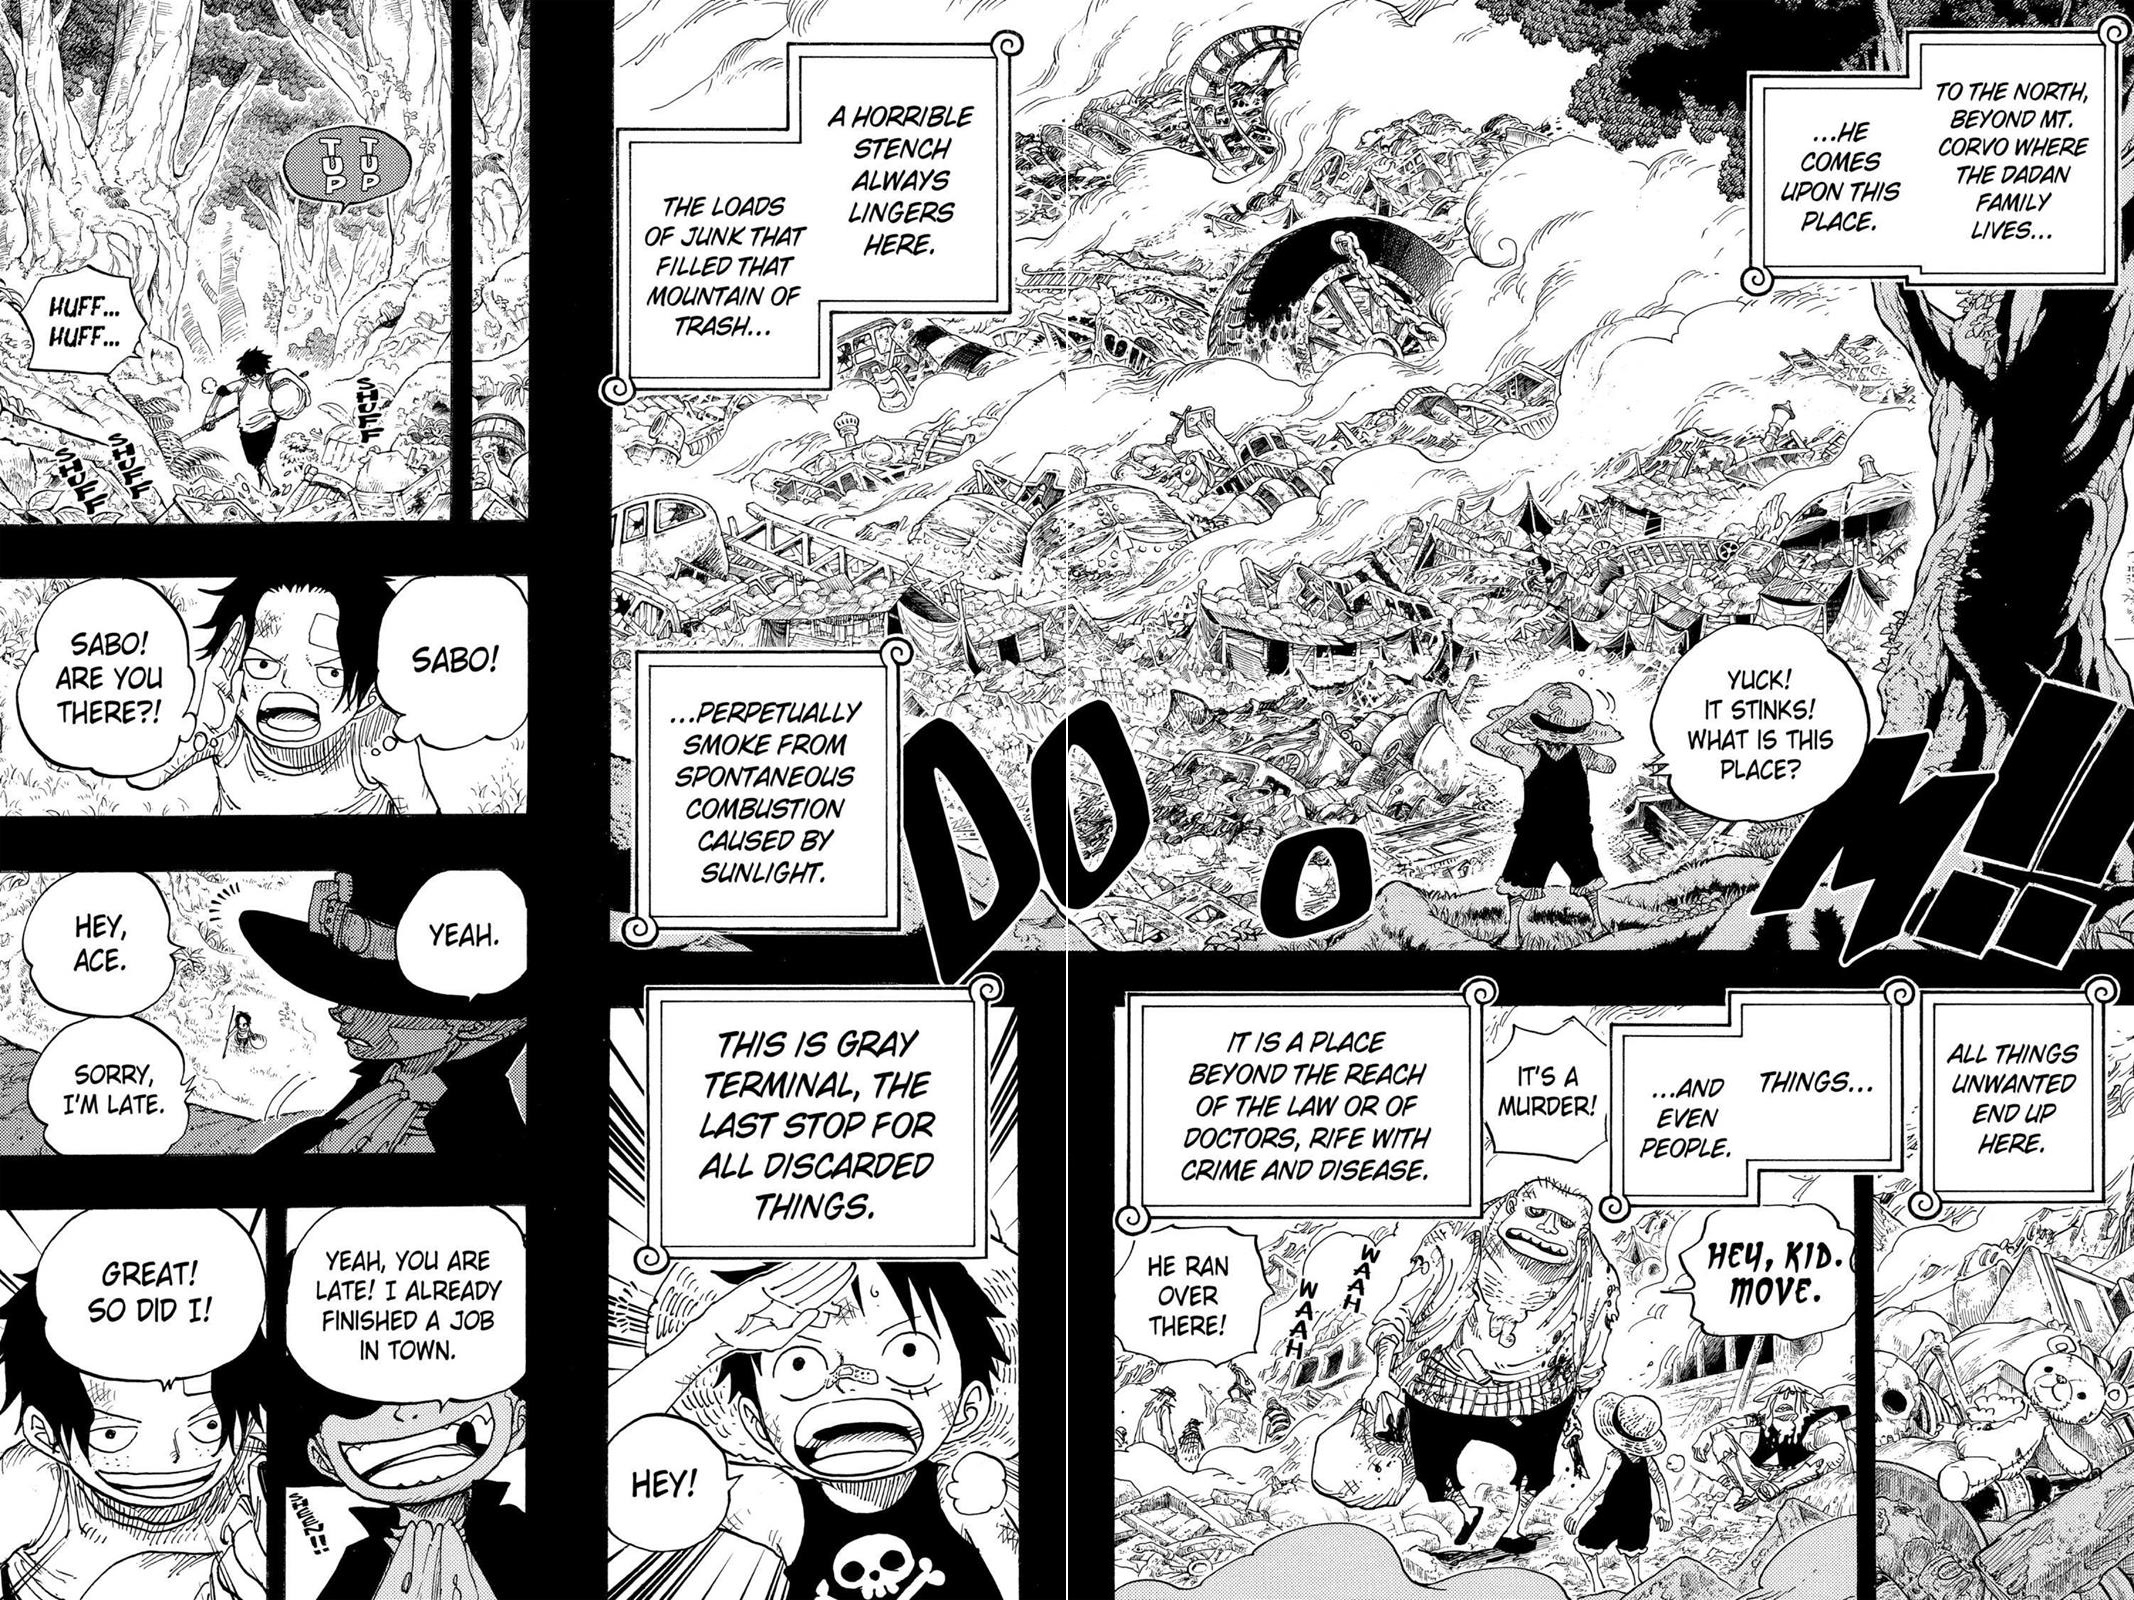 TO THE NORTH,
BEYOND MT.
CORVO WHERE
THE DADAN
FAMILY
LIVES...
...HE
COMES
UPON THIS
PLACE.
YUCK!
IT STINKS!
WHAT IS THIS
PLACE?
DOOOM!!
A HORRIBLE
STENCH
ALWAYS
LINGERS
HERE.
THE LOADS
OF JUNK THAT
FILLED THAT
MOUNTAIN OF
TRASH...
...PERPETUALLY
SMOKE FROM
SPONTANEOUS
COMBUSTION
CAUSED BY
SUNLIGHT.
ALL THINGS
UNWANTED
END UP
HERE.
THINGS...
...AND
EVEN
PEOPLE.
HEY, KID.
MOVE.
IT'S A
MURDER!
IT IS A PLACE
BEYOND THE REACH
OF THE LAW OR OF
DOCTORS, RIFE WITH
CRIME AND DISEASE.
WAAH
WAAH
HE RAN
OVER
THERE!
THIS IS GRAY
TERMINAL, THE
LAST STOP FOR
ALL DISCARDED
THINGS.
HEY!
TUP
TUP
HUFF...
HUFF...
SHUFF
SHUFF
SHUFF
SABO!
SABO!
ARE YOU
THERE?!
YEAH.
HEY,
ACE.
SORRY,
I'M LATE.
YEAH, YOU ARE
LATE! I ALREADY
FINISHED A JOB
IN TOWN.
SHEEN!!
GREAT!
SO DID I!